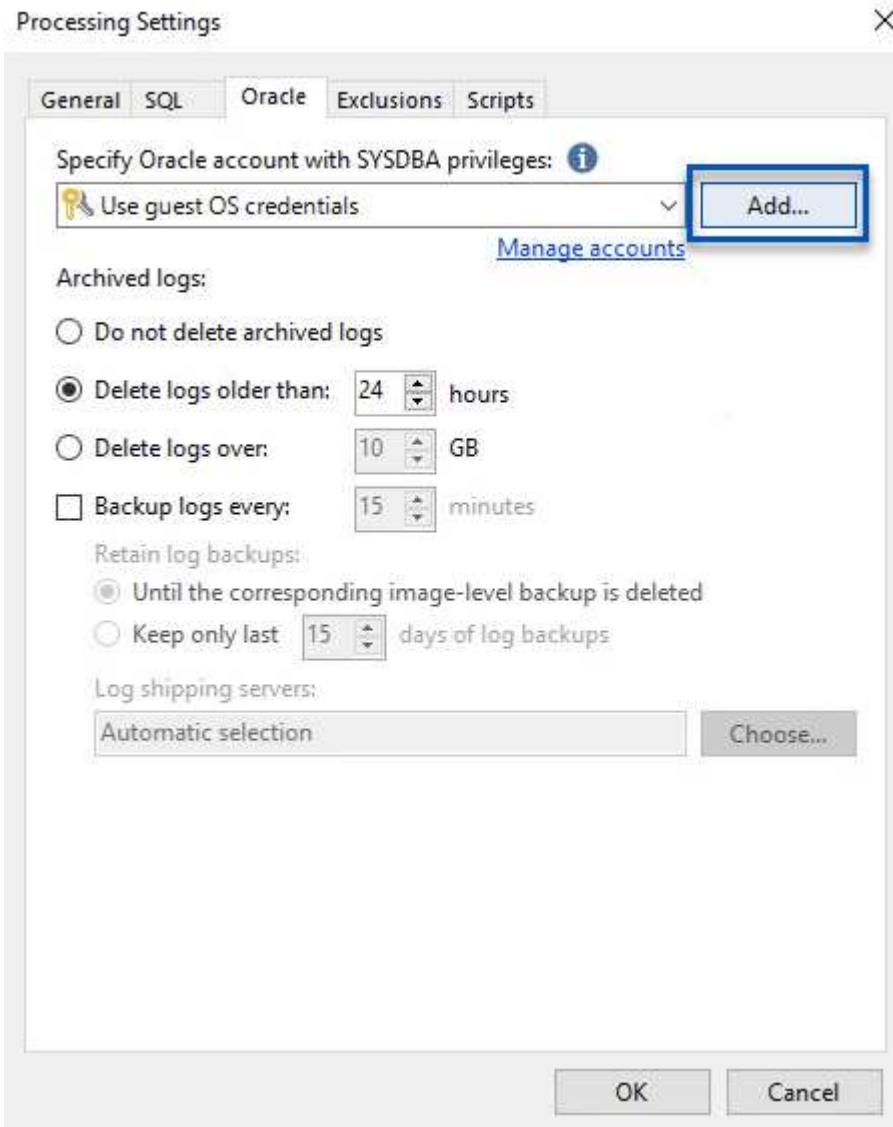 Processing Settings
General SQL Oracle Exclusions Scripts
Specify Oracle account with SYSDBA privileges:
Use guest OS credentials Add...
Manage accounts
Archived logs:
Do not delete archived logs
Delete logs older than: 24 hours
Delete logs over: 10 GB
Backup logs every: 15 minutes
Retain log backups:
Until the corresponding image-level backup is deleted
Keep only last 15 days of log backups
Log shipping servers:
Automatic selection Choose...
OK Cancel